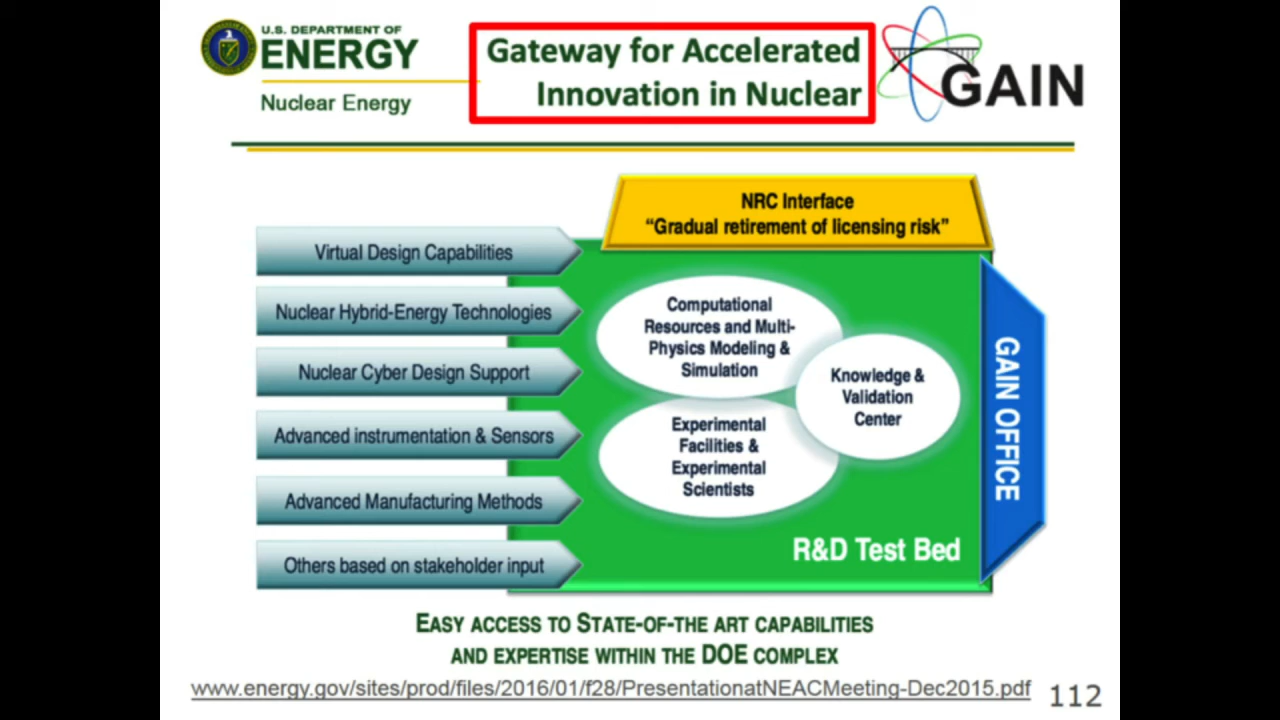 U.S. DEPARTMENT OF
ENERGY
Nuclear Energy
Gateway for Accelerated
Innovation in Nuclear
GAIN
NRC Interface
“Gradual retirement of licensing risk”
Virtual Design Capabilities
Nuclear Hybrid-Energy Technologies
Nuclear Cyber Design Support
Advanced instrumentation & Sensors
Advanced Manufacturing Methods
Others based on stakeholder input
Computational
Resources and Multi-
Physics Modeling &
Simulation
Knowledge &
Validation
Center
Experimental
Facilities &
Experimental
Scientists
R&D Test Bed
GAIN OFFICE
EASY ACCESS TO STATE-OF-THE ART CAPABILITIES
AND EXPERTISE WITHIN THE DOE COMPLEX
www.energy.gov/sites/prod/files/2016/01/f28/PresentationatNEACMeeting-Dec2015.pdf
112